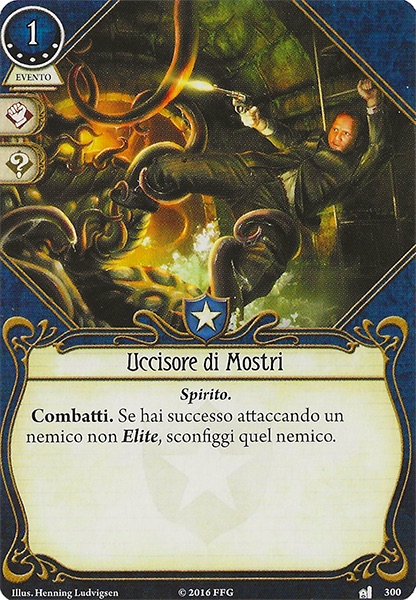 1
EVENTO
?
Uccisore di Mostri
Spirito.
Combatti. Se hai successo attaccando un
nemico non Elite, sconfiggi quel nemico.
Illus. Henning Ludvigsen © 2016 FFG 300